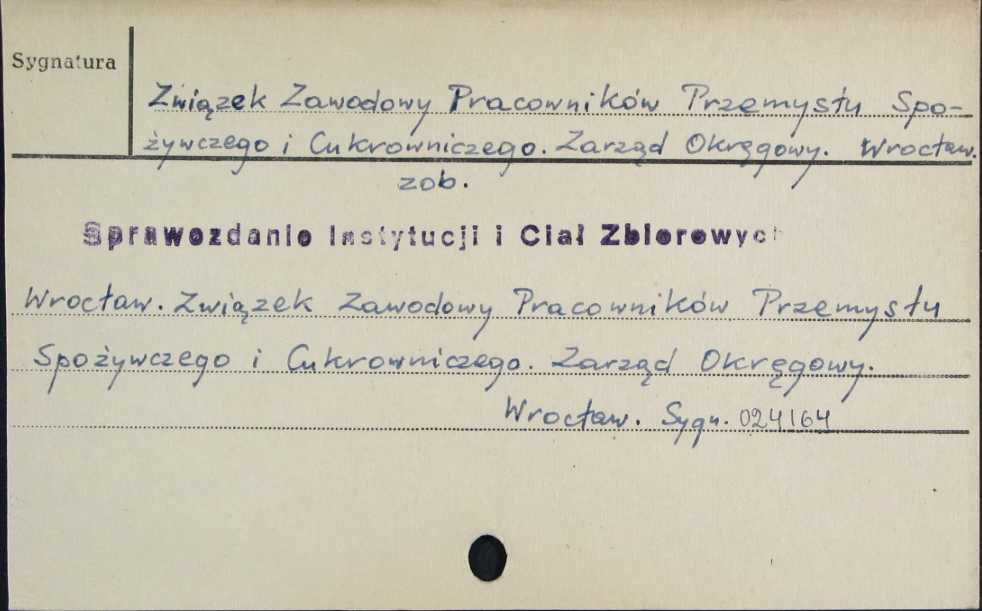 Sygnatura
Związek Zawodowy Pracowników Przemysłu Spo-
żywczego i Cukrowniczego. Zarząd Okręgowy. Wrocław.
zob.
Sprawozdanie Instytucji i Ciał Zbiorowych
Wrocław. Związek Zawodowy Pracowników Przemysłu
Spożywczego i Cukrowniczego. Zarząd Okręgowy.
Wrocław. Sygn. 024164